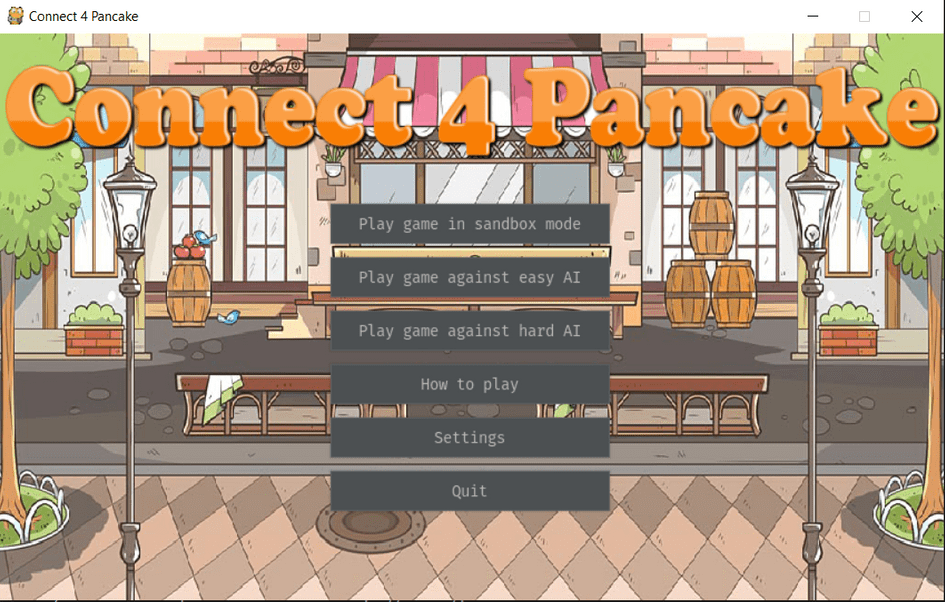 Connect 4 Pancake
Connect 4 Pancake
Play game in sandbox mode
Play game against easy AI
Play game against hard AI
How to play
Settings
Quit